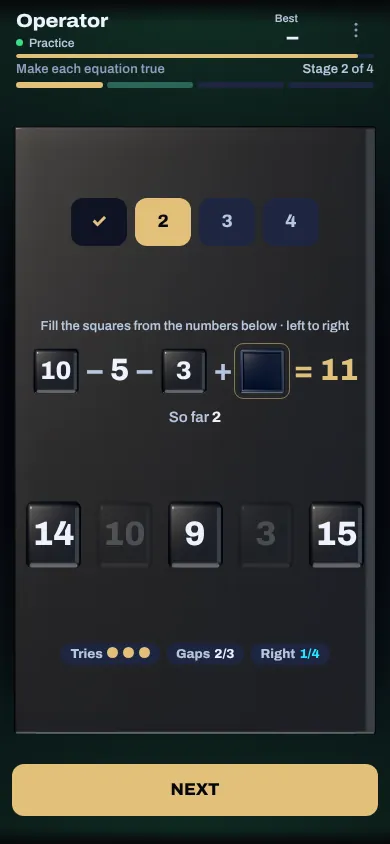 Operator
Best
Practice
–
Make each equation true
Stage 2 of 4
✓ 2 3 4
Fill the squares from the numbers below · left to right
10 – 5 – 3 + = 11
So far 2
14 10 9 3 15
Tries Gaps 2/3 Right 1/4
NEXT